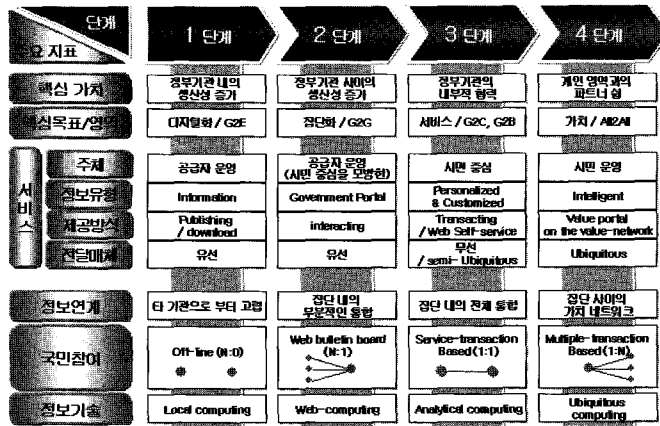 단계
주요 지표
1 단계
2 단계
3 단계
4 단계
핵심 가치
정부기관 내의
생산성 증가
정부기관 사이의
생산성 증가
정부기관의
내부적 협력
개인 영역과의
파트너 쉽
핵심목표/영역
디지털화 / G2E
집단화 / G2G
서비스 / G2C, G2B
가치 / All2All
서비스
주체
공급자 운영
공급자 운영
(시민 중심을 모방한)
시민 중심
시민 운영
정보유형
Information
Government Portal
Personalized
& Customized
Intelligent
제공방식
Publishing
/ download
interacting
Transacting
/ Web Self-service
Value portal
on the value-network
전달매체
유선
유선
무선
/ semi- Ubiquitous
Ubiquitous
정보연계
타 기관으로 부터 고립
집단 내의
부분적인 통합
집단 내의 전체 통합
집단 사이의
가치 네트워크
국민참여
Off-line (N:0)
Web bulletin board
(N:1)
Service-transaction
Based(1:1)
Multiple-transaction
Based(1:N)
정보기술
Local computing
Web-computing
Analytical computing
Ubiquitous
computing